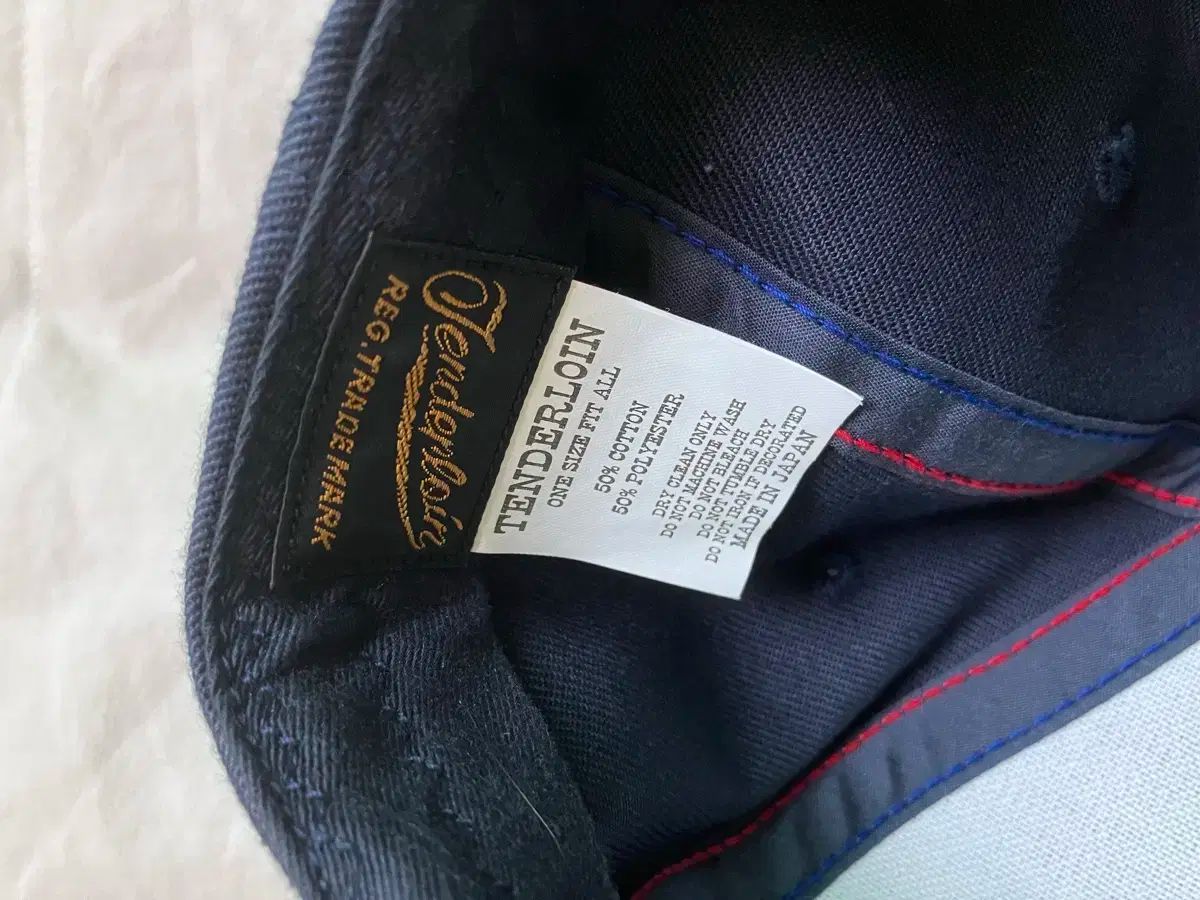 Tenderloin
REG. TRADE MARK
TENDERLOIN
ONE SIZE FIT ALL
50% COTTON
50% POLYESTER
DRY CLEAN ONLY
DO NOT MACHINE WASH
DO NOT BLEACH
DO NOT TUMBLE DRY
DO NOT IRON IF DECORATED
MADE IN JAPAN